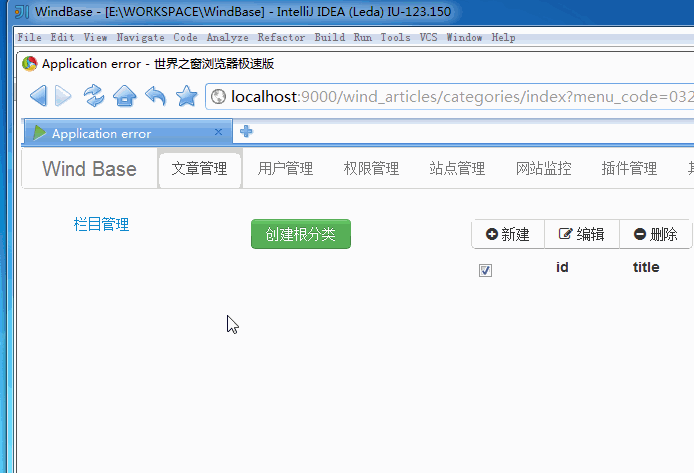 WindBase - [E:\WORKSPACE\WindBase] - IntelliJ IDEA (Leda) IU-123.150
File Edit View Navigate Code Analyze Refactor Build Run Tools VCS Window Help
Application error - 世界之窗浏览器极速版
localhost:9000/wind_articles/categories/index?menu_code=032
Application error
Wind Base 文章管理 用户管理 权限管理 站点管理 网站监控 插件管理
栏目管理 创建根分类 新建 编辑 删除
id title